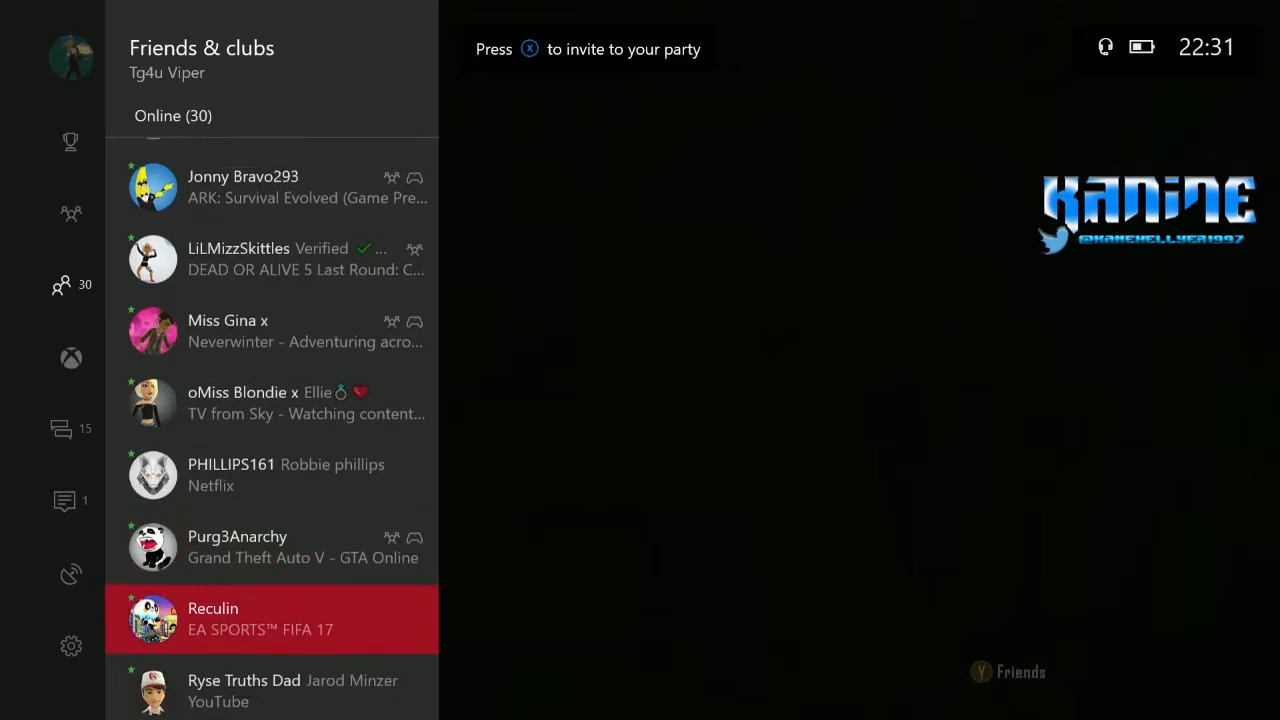 Friends & clubs
Tg4u Viper
Online (30)
Press X to invite to your party
22:31
KANINE
@KANEHELLYER1997
Jonny Bravo293
ARK: Survival Evolved (Game Pre...
LiLMizzSkittles Verified ✓...
DEAD OR ALIVE 5 Last Round: C...
Miss Gina x
Neverwinter - Adventuring acro...
30
oMiss Blondie x Ellie💍❤
TV from Sky - Watching content...
15
PHILLIPS161 Robbie phillips
Netflix
1
Purg3Anarchy
Grand Theft Auto V - GTA Online
Reculin
EA SPORTS™ FIFA 17
Ryse Truths Dad Jarod Minzer
YouTube
Y Friends